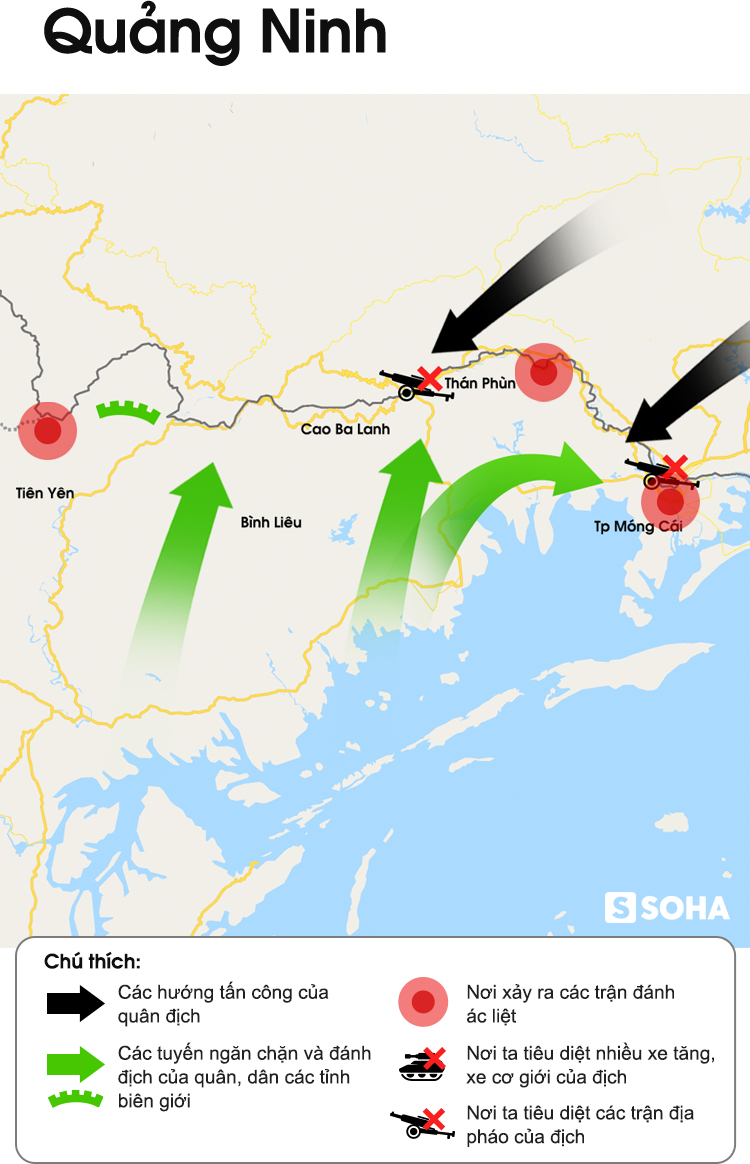 Quảng Ninh
Thán Phùn
Cao Ba Lanh
Tiên Yên
Bình Liêu
Tp Móng Cái
S SOHA
Chú thích:
Các hướng tấn công của
quân địch
Các tuyến ngăn chặn và đánh
địch của quân, dân các tỉnh
biên giới
Nơi xảy ra các trận đánh
ác liệt
Nơi ta tiêu diệt nhiều xe tăng,
xe cơ giới của địch
Nơi ta tiêu diệt các trận địa
pháo của địch